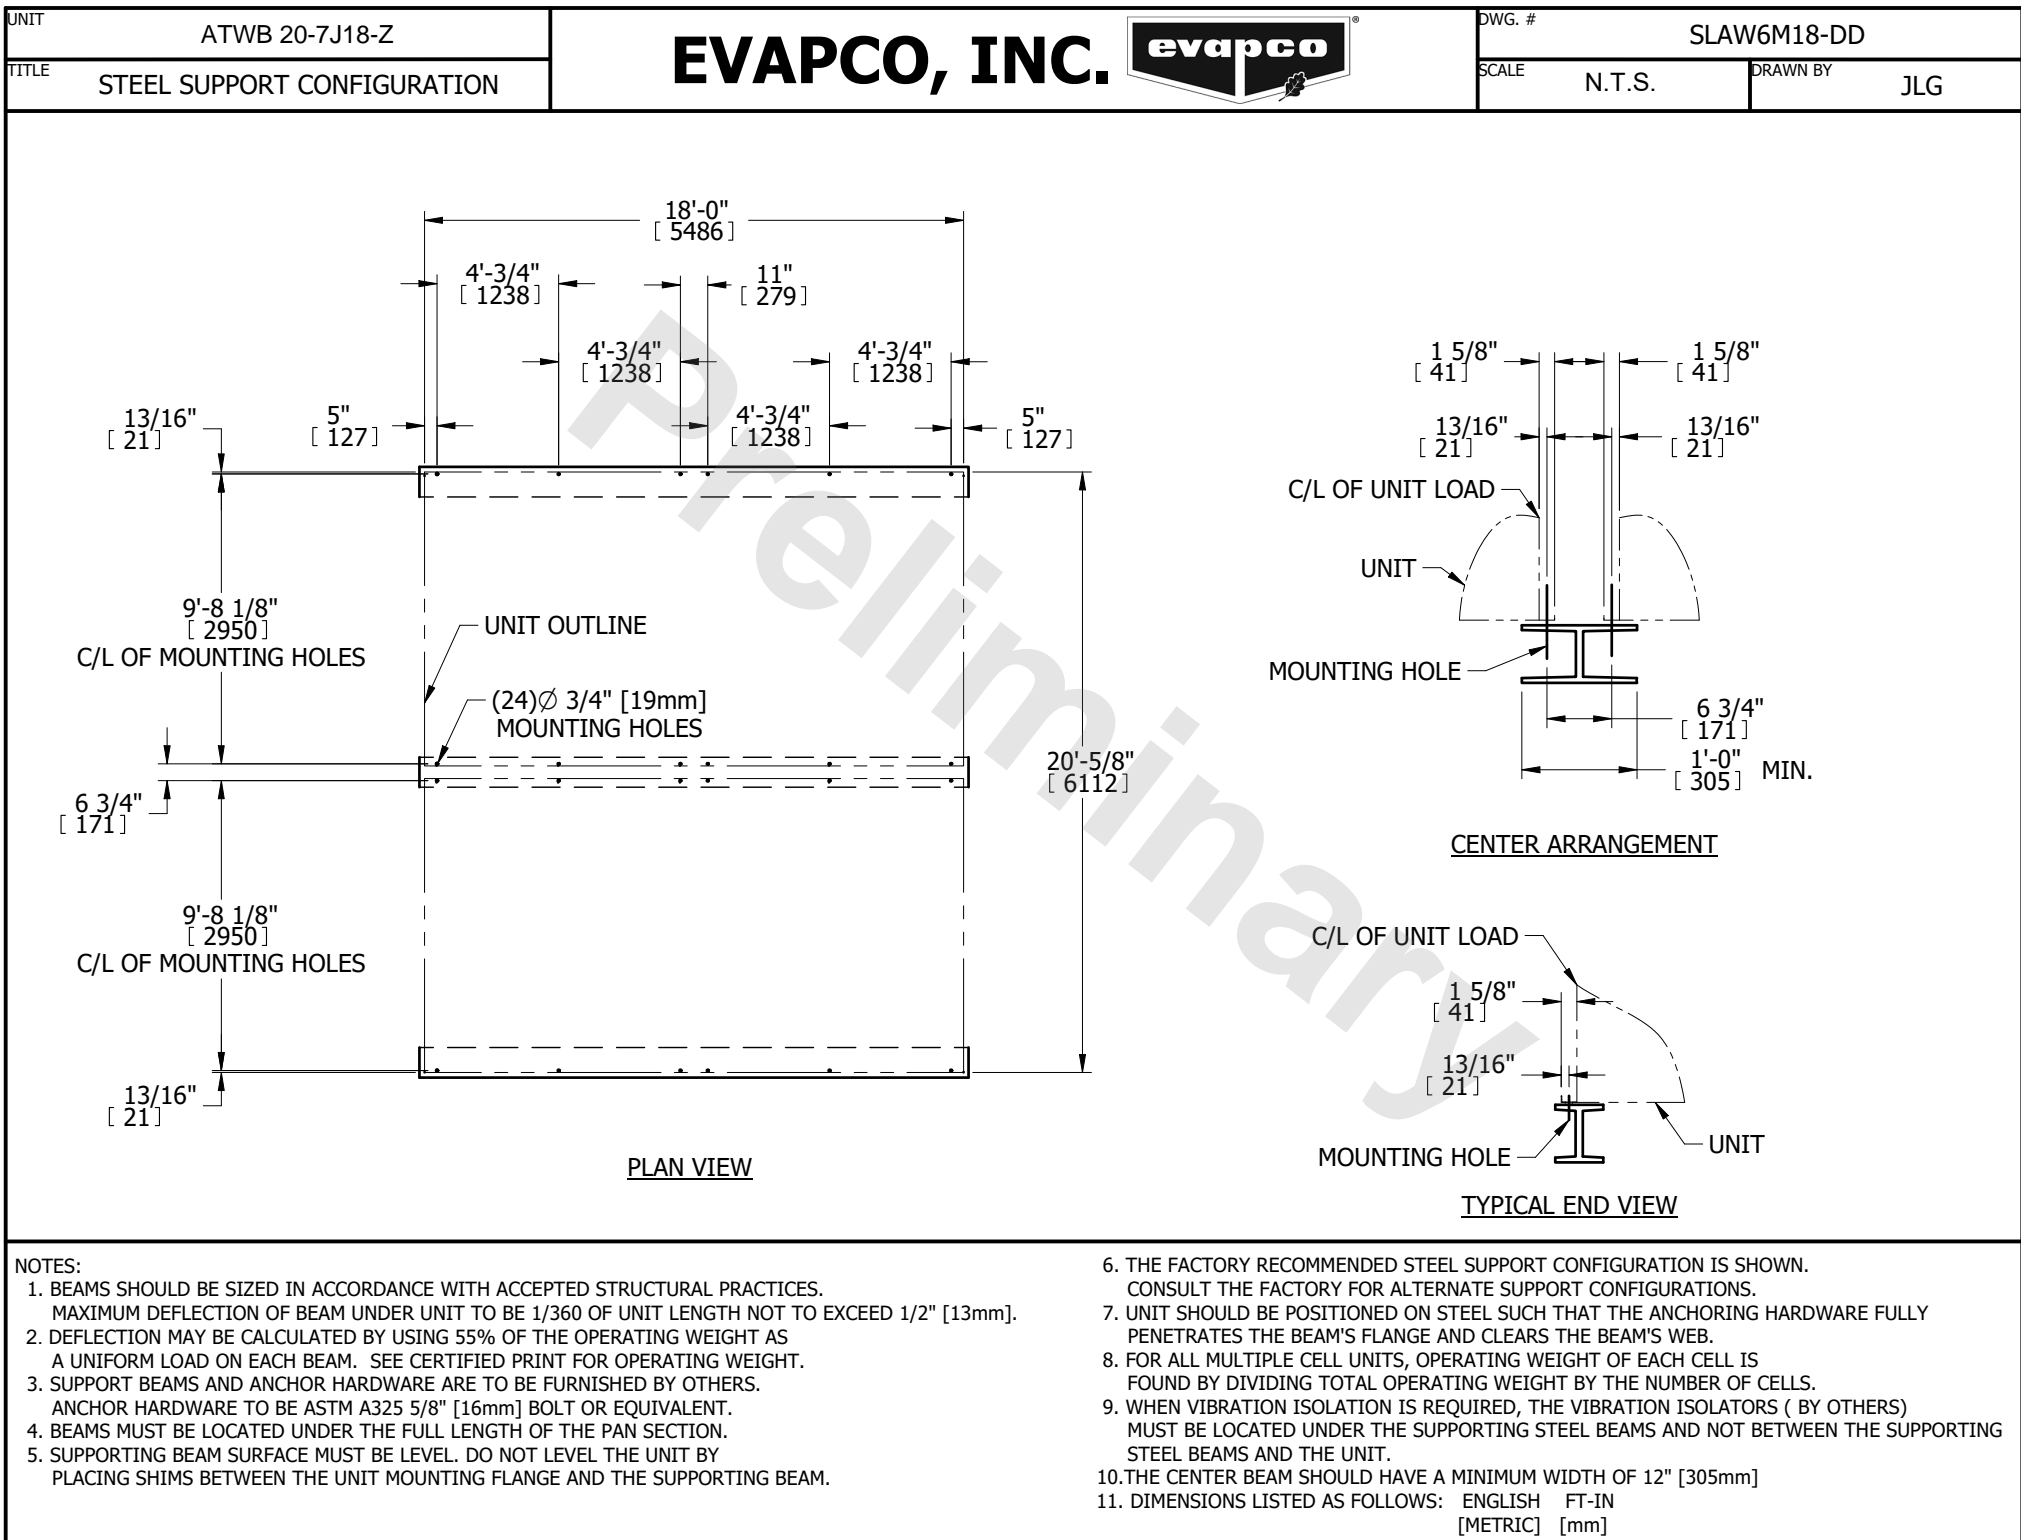 UNIT
ATWB 20-7J18-Z
TITLE
STEEL SUPPORT CONFIGURATION
EVAPCO, INC.
evapco
®
DWG. #
SLAW6M18-DD
SCALE
N.T.S.
DRAWN BY
JLG
18'-0"
[ 5486 ]
4'-3/4"
[ 1238 ]
11"
[ 279 ]
4'-3/4"
[ 1238 ]
4'-3/4"
[ 1238 ]
13/16"
[ 21 ]
5"
[ 127 ]
4'-3/4"
[ 1238 ]
5"
[ 127 ]
9'-8 1/8"
[ 2950 ]
C/L OF MOUNTING HOLES
UNIT OUTLINE
(24)∅ 3/4" [19mm]
MOUNTING HOLES
6 3/4"
[ 171 ]
20'-5/8"
[ 6112 ]
9'-8 1/8"
[ 2950 ]
C/L OF MOUNTING HOLES
13/16"
[ 21 ]
PLAN VIEW
Preliminary
1 5/8"
[ 41 ]
1 5/8"
[ 41 ]
13/16"
[ 21 ]
13/16"
[ 21 ]
C/L OF UNIT LOAD
UNIT
MOUNTING HOLE
6 3/4"
[ 171 ]
1'-0"
[ 305 ] MIN.
CENTER ARRANGEMENT
C/L OF UNIT LOAD
1 5/8"
[ 41 ]
13/16"
[ 21 ]
MOUNTING HOLE
UNIT
TYPICAL END VIEW
NOTES:
1. BEAMS SHOULD BE SIZED IN ACCORDANCE WITH ACCEPTED STRUCTURAL PRACTICES.
MAXIMUM DEFLECTION OF BEAM UNDER UNIT TO BE 1/360 OF UNIT LENGTH NOT TO EXCEED 1/2" [13mm].
2. DEFLECTION MAY BE CALCULATED BY USING 55% OF THE OPERATING WEIGHT AS
A UNIFORM LOAD ON EACH BEAM. SEE CERTIFIED PRINT FOR OPERATING WEIGHT.
3. SUPPORT BEAMS AND ANCHOR HARDWARE ARE TO BE FURNISHED BY OTHERS.
ANCHOR HARDWARE TO BE ASTM A325 5/8" [16mm] BOLT OR EQUIVALENT.
4. BEAMS MUST BE LOCATED UNDER THE FULL LENGTH OF THE PAN SECTION.
5. SUPPORTING BEAM SURFACE MUST BE LEVEL. DO NOT LEVEL THE UNIT BY
PLACING SHIMS BETWEEN THE UNIT MOUNTING FLANGE AND THE SUPPORTING BEAM.
6. THE FACTORY RECOMMENDED STEEL SUPPORT CONFIGURATION IS SHOWN.
CONSULT THE FACTORY FOR ALTERNATE SUPPORT CONFIGURATIONS.
7. UNIT SHOULD BE POSITIONED ON STEEL SUCH THAT THE ANCHORING HARDWARE FULLY
PENETRATES THE BEAM'S FLANGE AND CLEARS THE BEAM'S WEB.
8. FOR ALL MULTIPLE CELL UNITS, OPERATING WEIGHT OF EACH CELL IS
FOUND BY DIVIDING TOTAL OPERATING WEIGHT BY THE NUMBER OF CELLS.
9. WHEN VIBRATION ISOLATION IS REQUIRED, THE VIBRATION ISOLATORS ( BY OTHERS)
MUST BE LOCATED UNDER THE SUPPORTING STEEL BEAMS AND NOT BETWEEN THE SUPPORTING
STEEL BEAMS AND THE UNIT.
10.THE CENTER BEAM SHOULD HAVE A MINIMUM WIDTH OF 12" [305mm]
11. DIMENSIONS LISTED AS FOLLOWS: ENGLISH FT-IN
[METRIC] [mm]